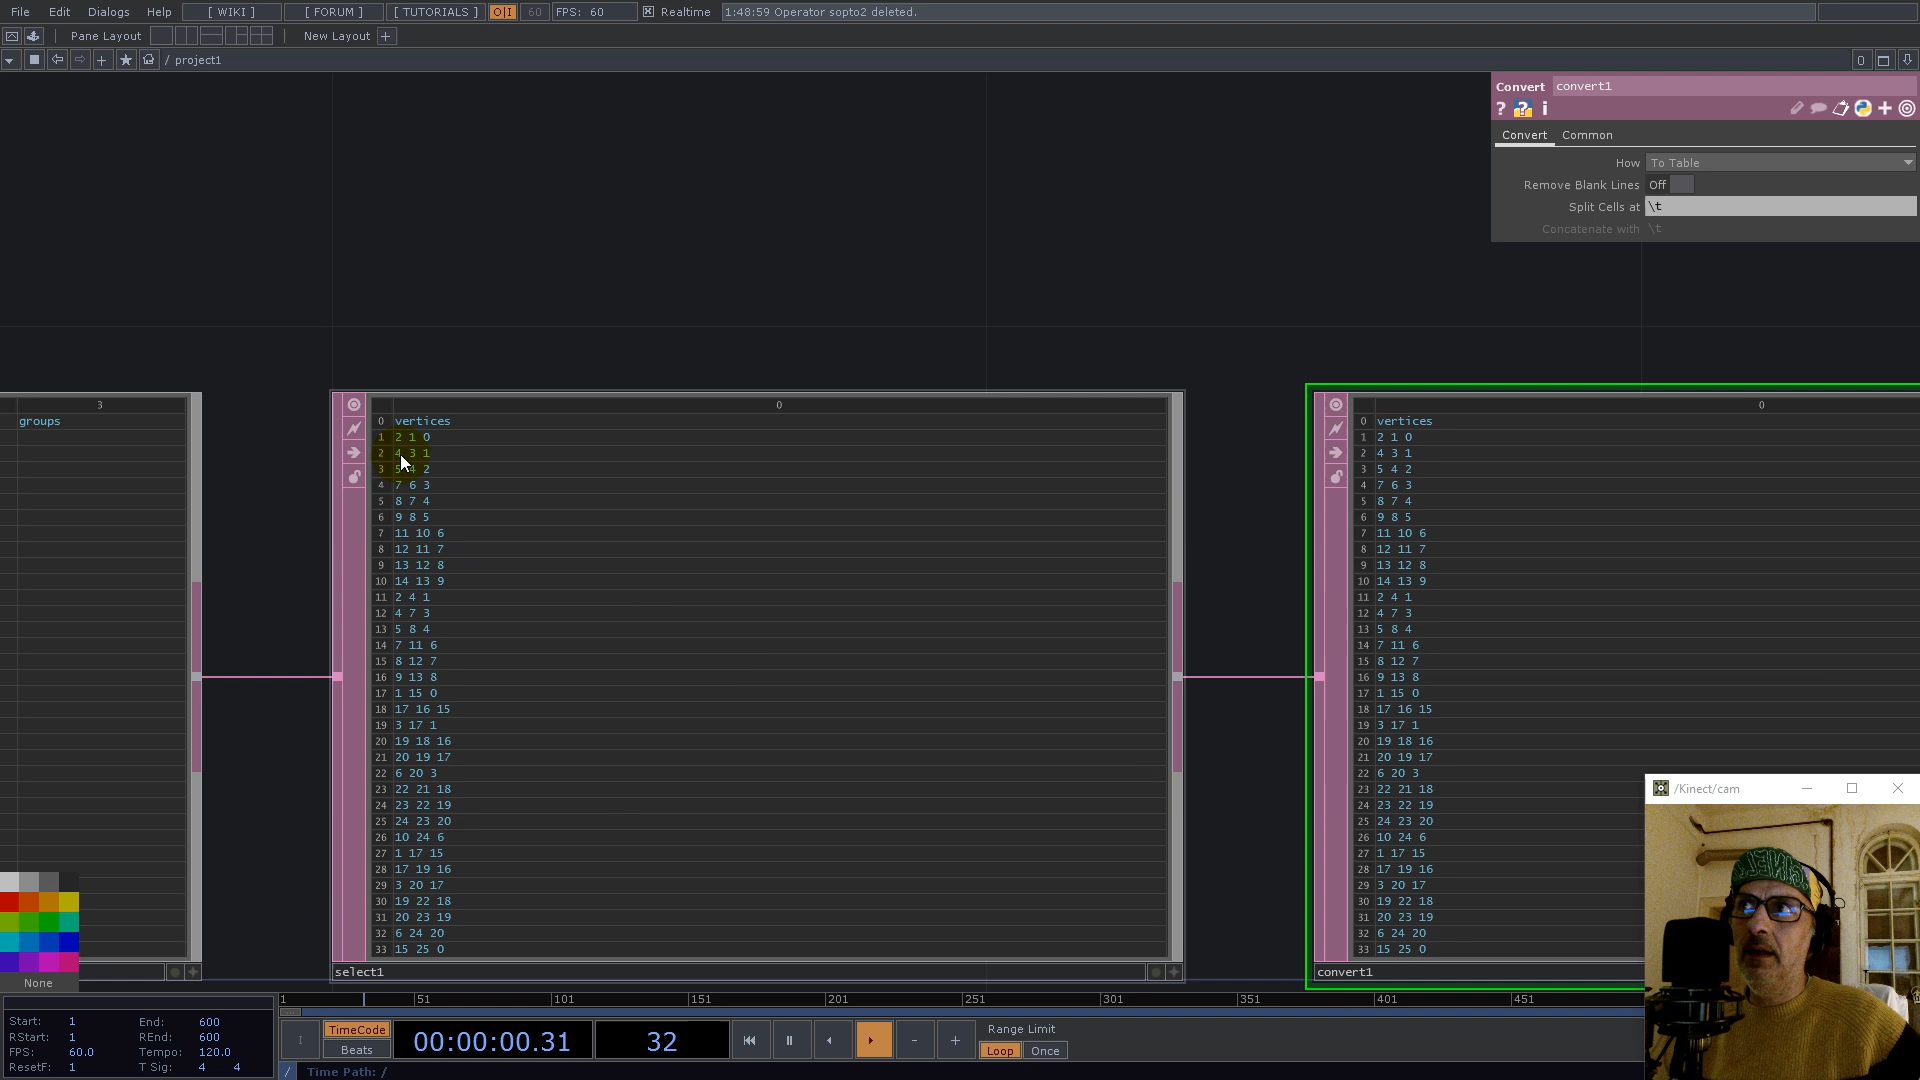 File Edit Dialogs Help [ WIKI ] [ FORUM ] [ TUTORIALS ] O|I 60 FPS: 60 Realtime 1:48:59 Operator sopto2 deleted.
Pane Layout New Layout +
/ project1 0
Convert convert1
? ? i
Convert Common
How To Table
Remove Blank Lines Off
Split Cells at \t
Concatenate with \t
3
groups
0
0 vertices
1 2 1 0
2 4 3 1
3 5 4 2
4 7 6 3
5 8 7 4
6 9 8 5
7 11 10 6
8 12 11 7
9 13 12 8
10 14 13 9
11 2 4 1
12 4 7 3
13 5 8 4
14 7 11 6
15 8 12 7
16 9 13 8
17 1 15 0
18 17 16 15
19 3 17 1
20 19 18 16
21 20 19 17
22 6 20 3
23 22 21 18
24 23 22 19
25 24 23 20
26 10 24 6
27 1 17 15
28 17 19 16
29 3 20 17
30 19 22 18
31 20 23 19
32 6 24 20
33 15 25 0
select1
0
0 vertices
1 2 1 0
2 4 3 1
3 5 4 2
4 7 6 3
5 8 7 4
6 9 8 5
7 11 10 6
8 12 11 7
9 13 12 8
10 14 13 9
11 2 4 1
12 4 7 3
13 5 8 4
14 7 11 6
15 8 12 7
16 9 13 8
17 1 15 0
18 17 16 15
19 3 17 1
20 19 18 16
21 20 19 17
22 6 20 3
23 22 21 18
24 23 22 19
25 24 23 20
26 10 24 6
27 1 17 15
28 17 19 16
29 3 20 17
30 19 22 18
31 20 23 19
32 6 24 20
33 15 25 0
convert1
/Kinect/cam
None
1 51 101 151 201 251 301 351 401 451
Start: 1 End: 600
RStart: 1 REnd: 600
FPS: 60.0 Tempo: 120.0
ResetF: 1 T Sig: 4 4
I TimeCode
Beats
00:00:00.31 32
- +
Range Limit
Loop Once
/ Time Path: /